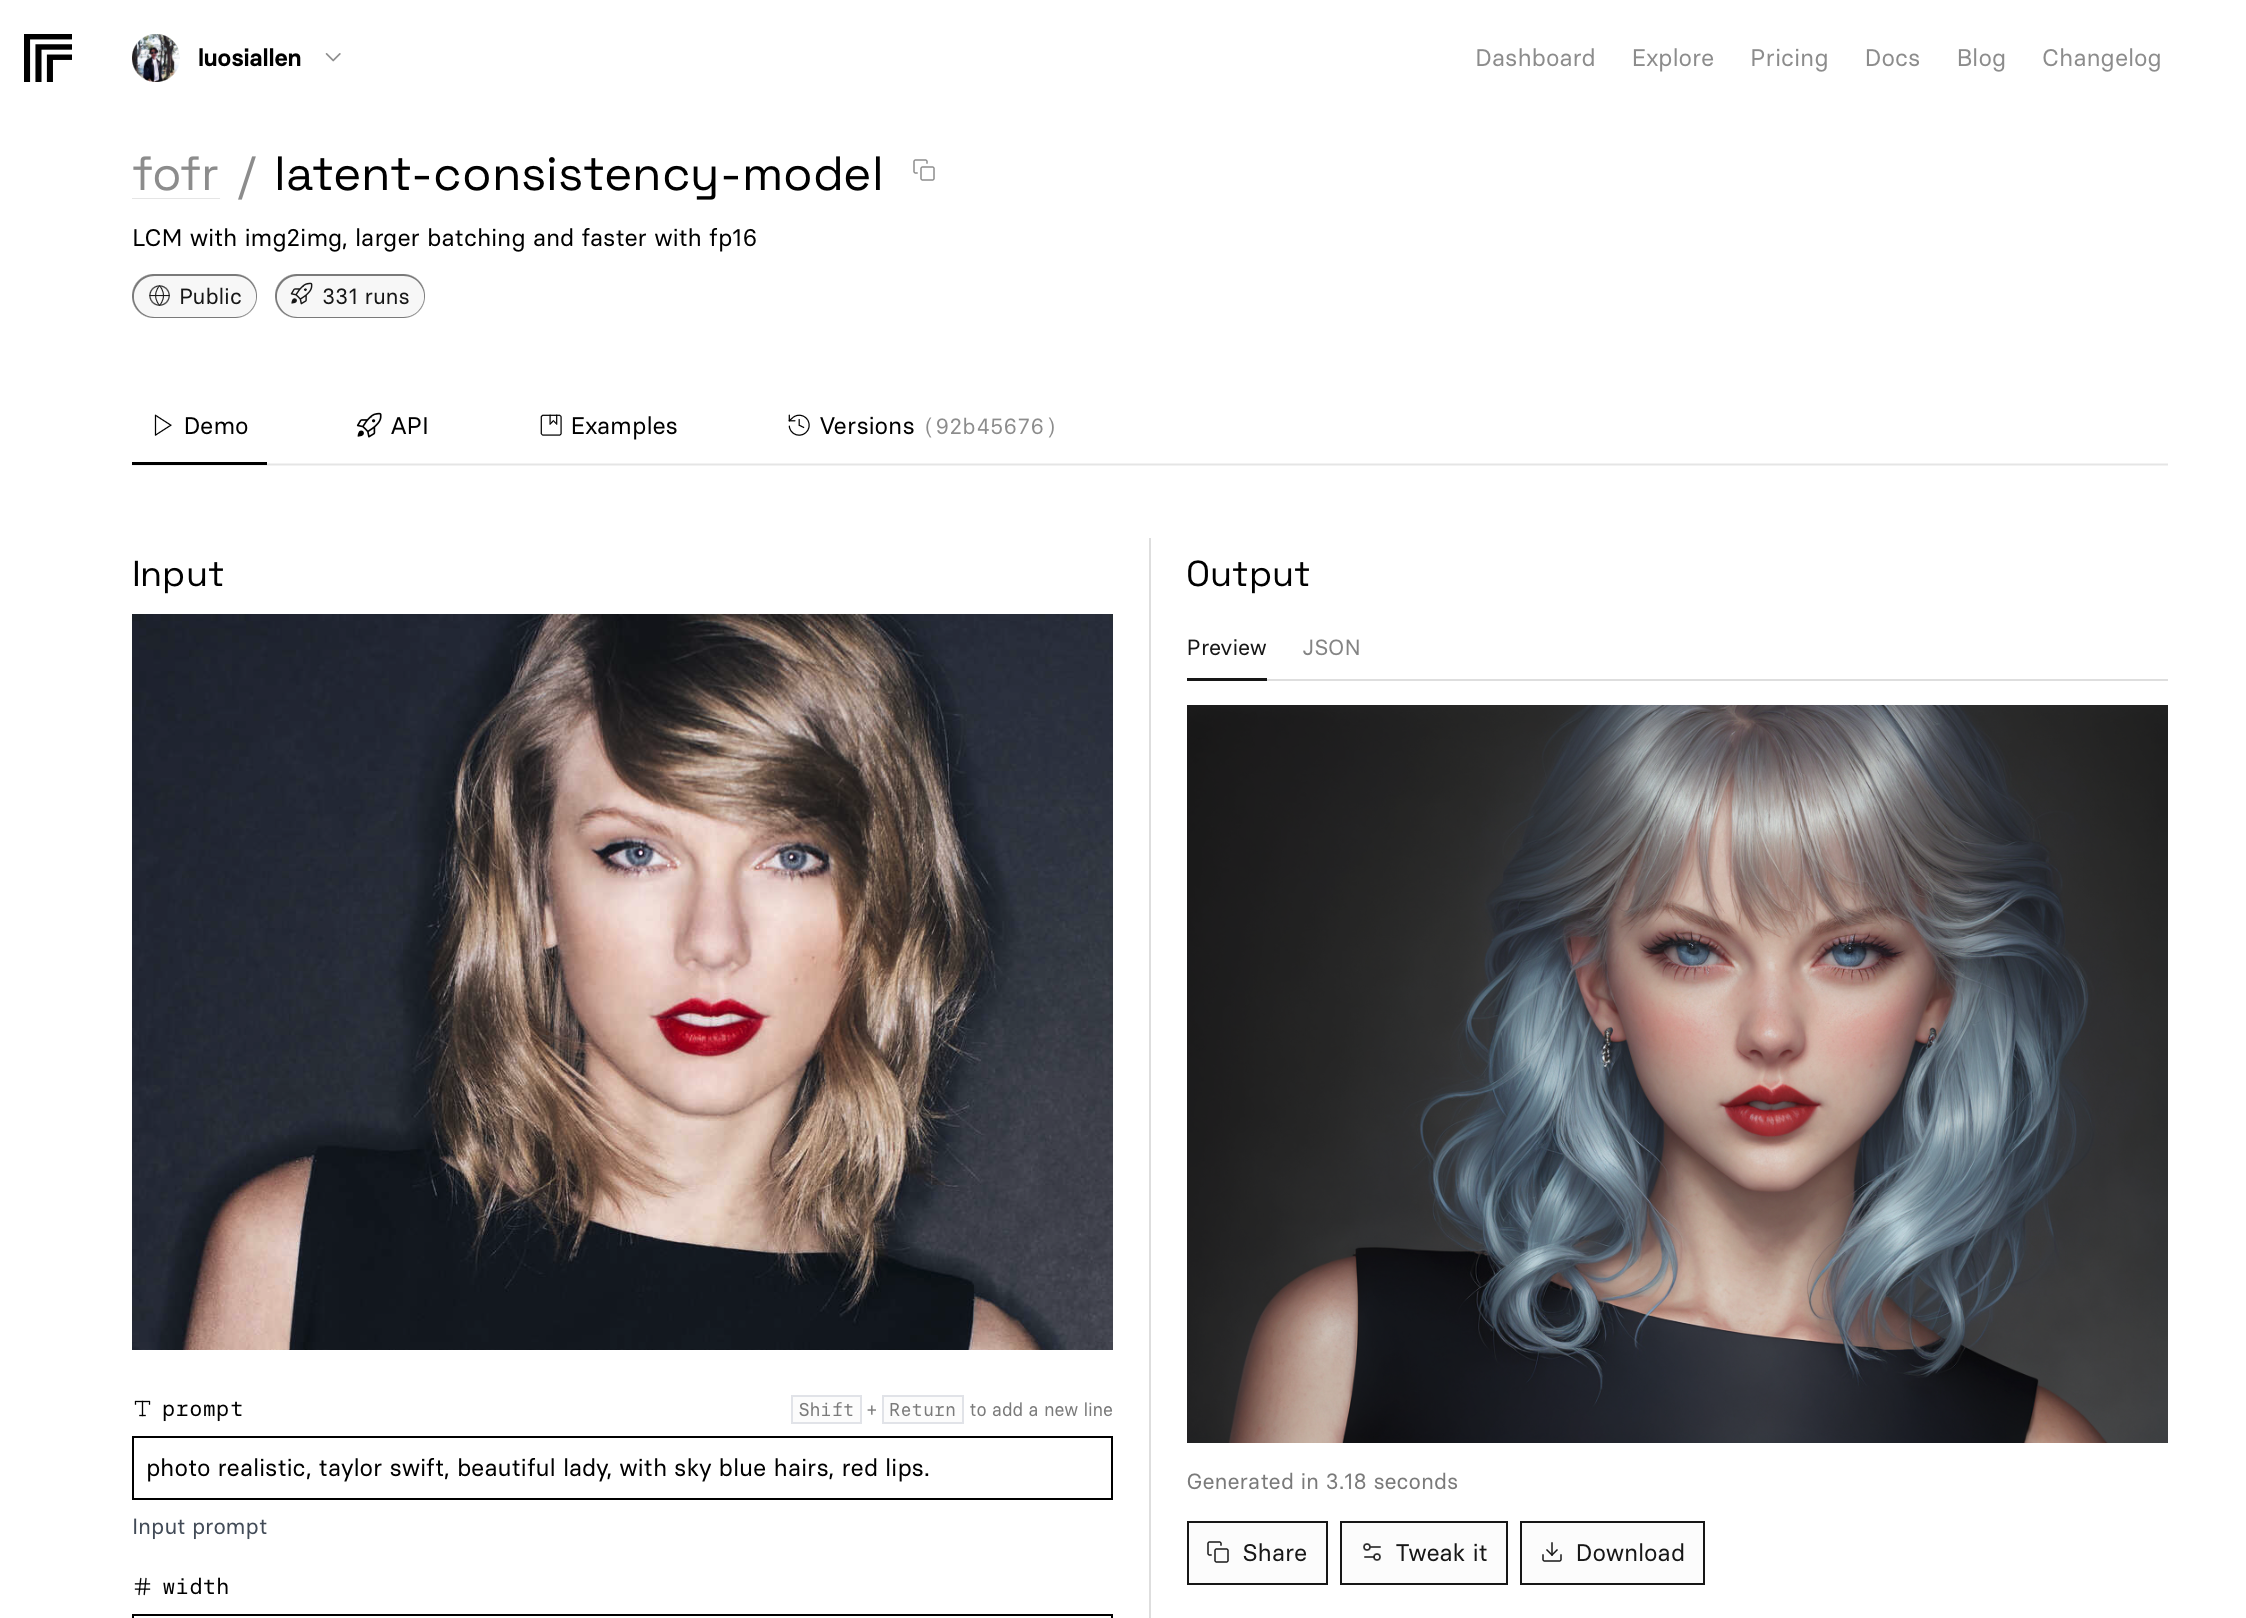 luosiallen
Dashboard Explore Pricing Docs Blog Changelog
fofr / latent-consistency-model
LCM with img2img, larger batching and faster with fp16
Public 331 runs
Demo API Examples Versions (92b45676)
Input
Output
Preview JSON
T prompt
Shift + Return to add a new line
photo realistic, taylor swift, beautiful lady, with sky blue hairs, red lips.
Input prompt
# width
Generated in 3.18 seconds
Share Tweak it Download